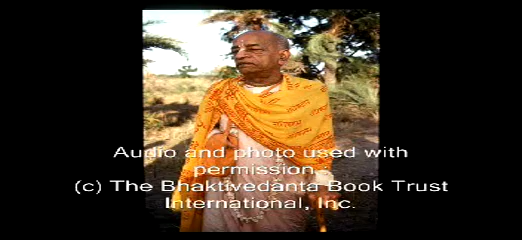 Audio and photo used with
permission.
(c) The Bhaktivedanta Book Trust
International, Inc.